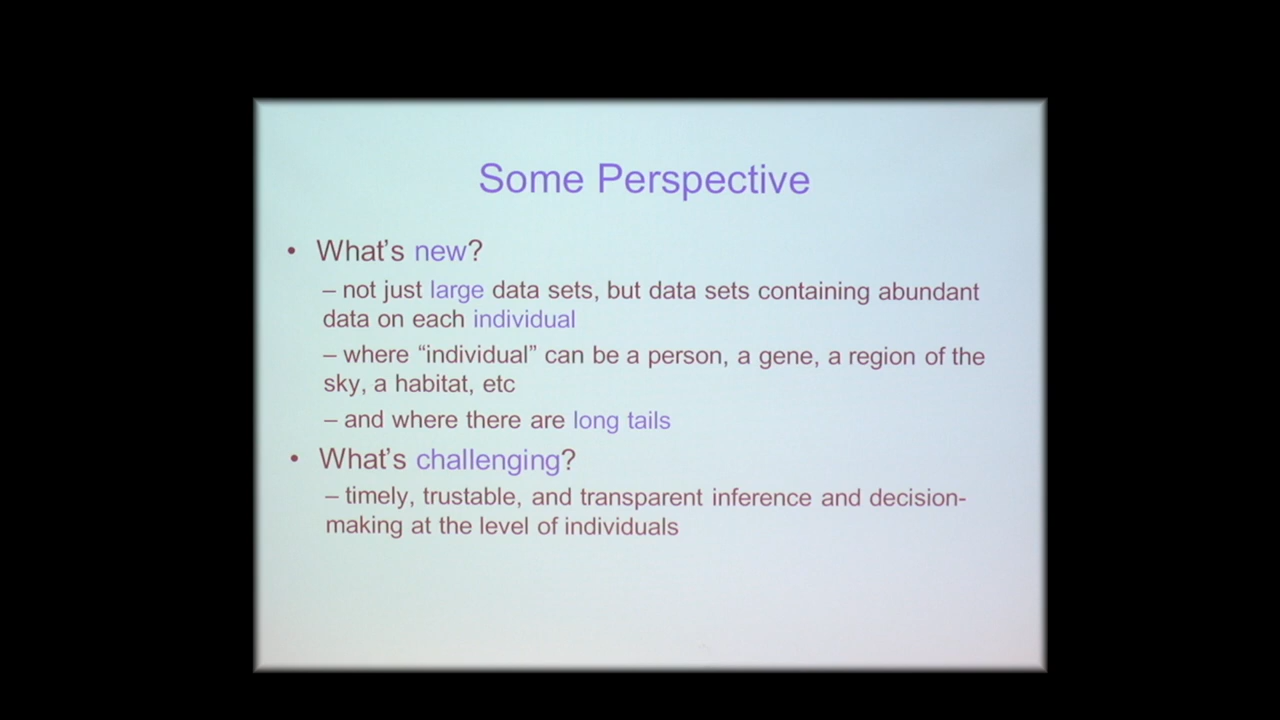 Some Perspective
• What's new?
– not just large data sets, but data sets containing abundant
data on each individual
– where “individual” can be a person, a gene, a region of the
sky, a habitat, etc
– and where there are long tails
• What's challenging?
– timely, trustable, and transparent inference and decision-
making at the level of individuals